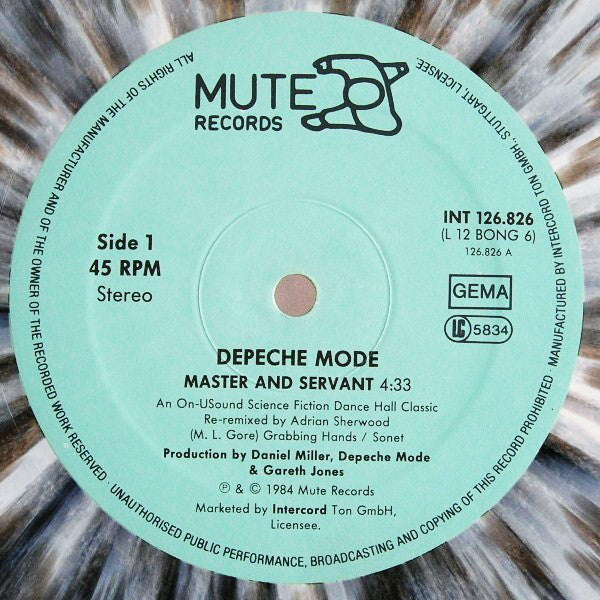 MUTE
RECORDS
Side 1
45 RPM
Stereo
INT 126.826
(L 12 BONG 6)
126.826 A
GEMA
LC 5834
DEPECHE MODE
MASTER AND SERVANT 4:33
An On-USound Science Fiction Dance Hall Classic
Re-remixed by Adrian Sherwood
(M. L. Gore) Grabbing Hands / Sonet
Production by Daniel Miller, Depeche Mode
& Gareth Jones
℗ & © 1984 Mute Records
Marketed by Intercord Ton GmbH,
Licensee.
ALL RIGHTS OF THE MANUFACTURER AND OF THE OWNER OF THE RECORDED WORK RESERVED · UNAUTHORISED PUBLIC PERFORMANCE, BROADCASTING AND COPYING OF THIS RECORD PROHIBITED · MANUFACTURED BY INTERCORD TON GMBH., STUTTGART, LICENSEE.